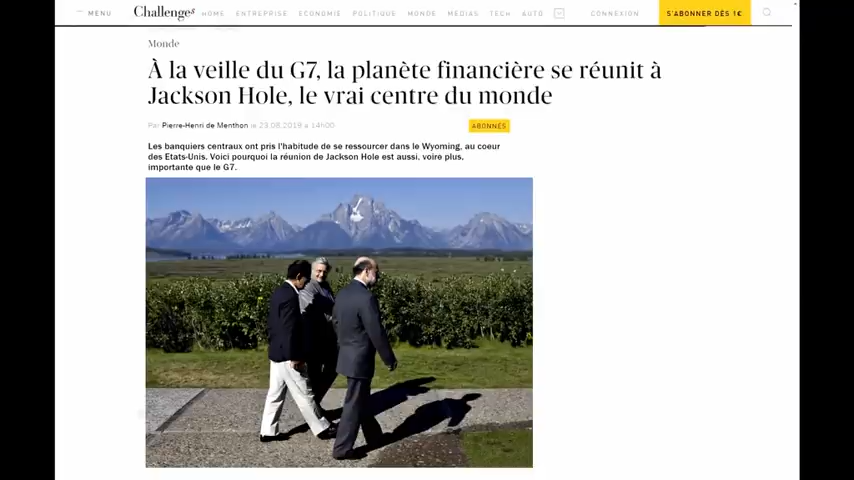 MENU
Challenges
HOME ENTREPRISE ECONOMIE POLITIQUE MONDE MÉDIAS TECH AUTO
CONNEXION
S'ABONNER DÈS 1€
Monde
À la veille du G7, la planète financière se réunit à
Jackson Hole, le vrai centre du monde
Par Pierre-Henri de Menthon le 23.08.2019 à 14h00
ABONNÉS
Les banquiers centraux ont pris l'habitude de se ressourcer dans le Wyoming, au coeur
des Etats-Unis. Voici pourquoi la réunion de Jackson Hole est aussi, voire plus,
importante que le G7.